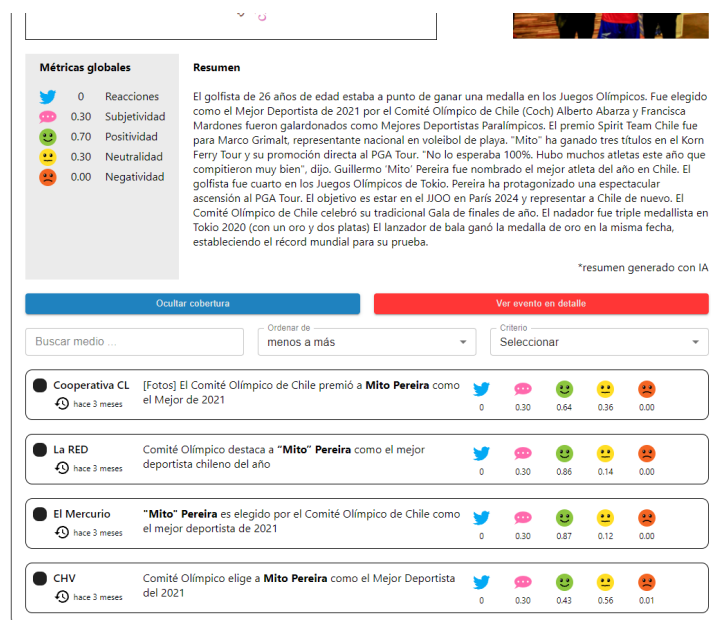 Métricas globales
0 Reacciones
0.30 Subjetividad
0.70 Positividad
0.30 Neutralidad
0.00 Negatividad
Resumen
El golfista de 26 años de edad estaba a punto de ganar una medalla en los Juegos Olímpicos. Fue elegido
como el Mejor Deportista de 2021 por el Comité Olímpico de Chile (Coch) Alberto Abarza y Francisca
Mardones fueron galardonados como Mejores Deportistas Paralímpicos. El premio Spirit Team Chile fue
para Marco Grimalt, representante nacional en voleibol de playa. "Mito" ha ganado tres títulos en el Korn
Ferry Tour y su promoción directa al PGA Tour. "No lo esperaba 100%. Hubo muchos atletas este año que
compitieron muy bien", dijo. Guillermo 'Mito' Pereira fue nombrado el mejor atleta del año en Chile. El
golfista fue cuarto en los Juegos Olímpicos de Tokio. Pereira ha protagonizado una espectacular
ascensión al PGA Tour. El objetivo es estar en el JJOO en París 2024 y representar a Chile de nuevo. El
Comité Olímpico de Chile celebró su tradicional Gala de finales de año. El nadador fue triple medallista en
Tokio 2020 (con un oro y dos platas) El lanzador de bala ganó la medalla de oro en la misma fecha,
estableciendo el récord mundial para su prueba.
*resumen generado con IA
Ocultar cobertura
Ver evento en detalle
Buscar medio ...
Ordenar de
menos a más
Criterio
Seleccionar
Cooperativa CL
hace 3 meses
[Fotos] El Comité Olímpico de Chile premió a Mito Pereira como
el Mejor de 2021
0 0.30 0.64 0.36 0.00
La RED
hace 3 meses
Comité Olímpico destaca a "Mito" Pereira como el mejor
deportista chileno del año
0 0.30 0.86 0.14 0.00
El Mercurio
hace 3 meses
"Mito" Pereira es elegido por el Comité Olímpico de Chile como
el mejor deportista de 2021
0 0.30 0.87 0.12 0.00
CHV
hace 3 meses
Comité Olímpico elige a Mito Pereira como el Mejor Deportista
del 2021
0 0.30 0.43 0.56 0.01